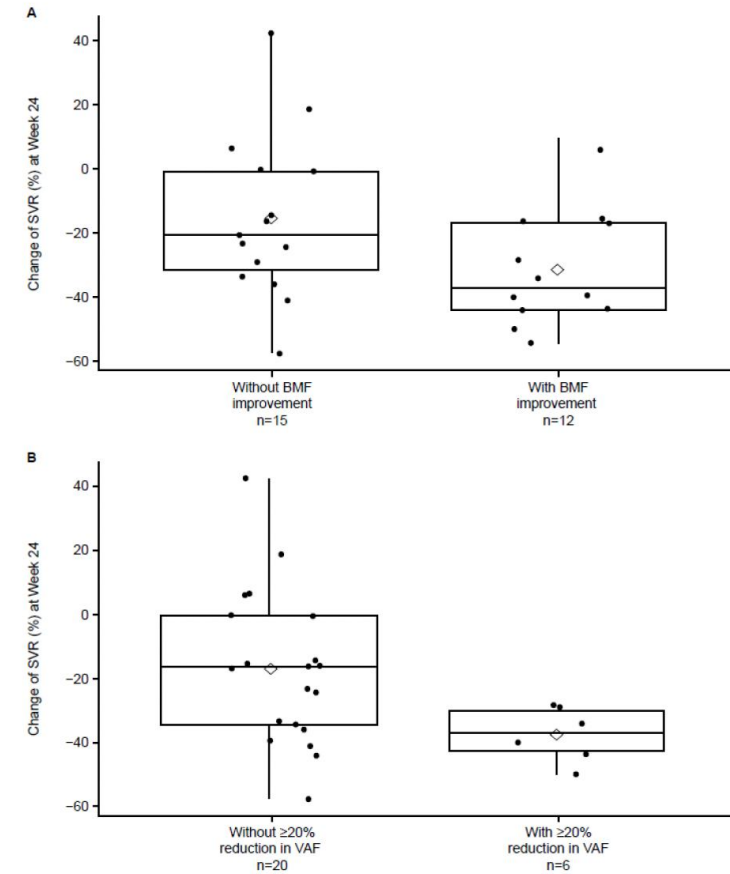 A
Change of SVR (%) at Week 24
40
20
0
−20
−40
−60
Without BMF
improvement
n=15
With BMF
improvement
n=12
B
Change of SVR (%) at Week 24
40
20
0
−20
−40
−60
Without ≥20%
reduction in VAF
n=20
With ≥20%
reduction in VAF
n=6